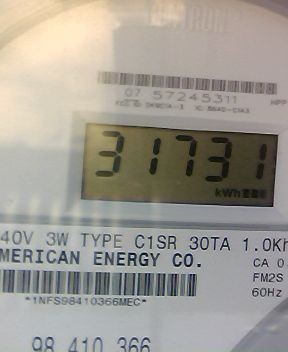 07 57245311
31731
kWh
40V 3W TYPE C1SR 30TA 1.0Kh
MERICAN ENERGY CO.
CA 0
FM2S
60Hz
*1NFS98410366MEC*
98 410 366